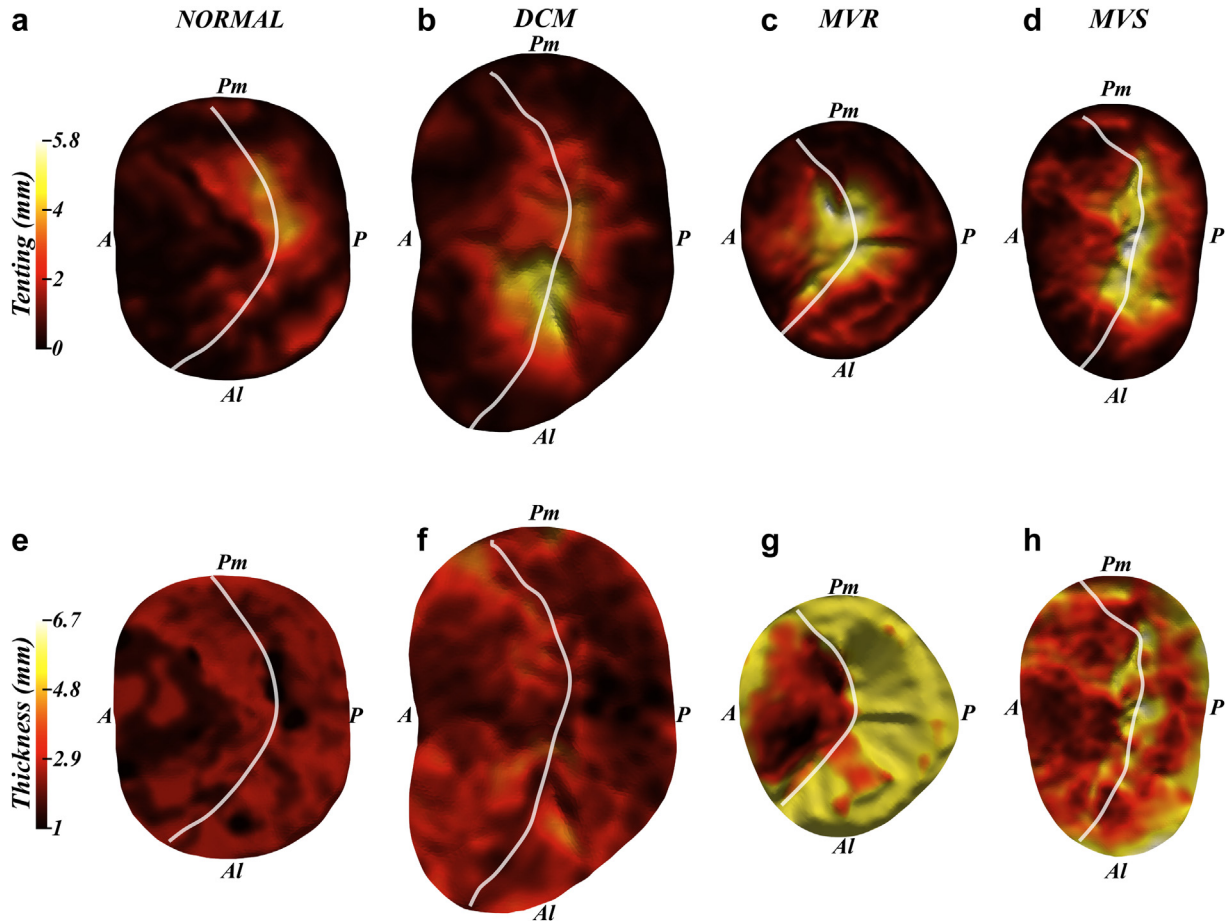 a NORMAL b DCM c MVR d MVS
Pm Pm Pm Pm
Tenting (mm)
5.8
4
2
0
A P A P A P A P
Al Al Al Al
e f g h
Pm Pm Pm Pm
Thickness (mm)
6.7
4.8
2.9
1
A P A P A P A P
Al Al Al Al